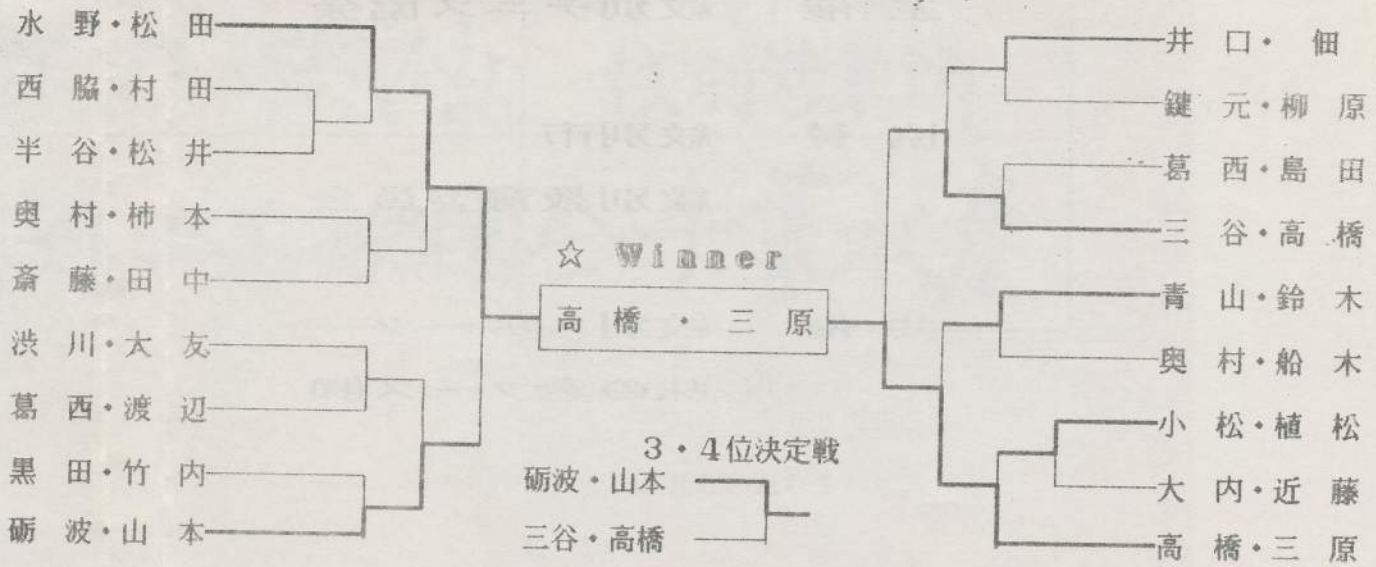 水野・松田
西脇・村田
半谷・松井
奥村・柿本
斎藤・田中
渋川・大友
葛西・渡辺
黒田・竹内
砺波・山本
☆ Winner
高橋・三原
3・4位決定戦
砺波・山本
三谷・高橋
井口・佃
鍵元・柳原
葛西・島田
三谷・高橋
青山・鈴木
奥村・船木
小松・植松
大内・近藤
高橋・三原